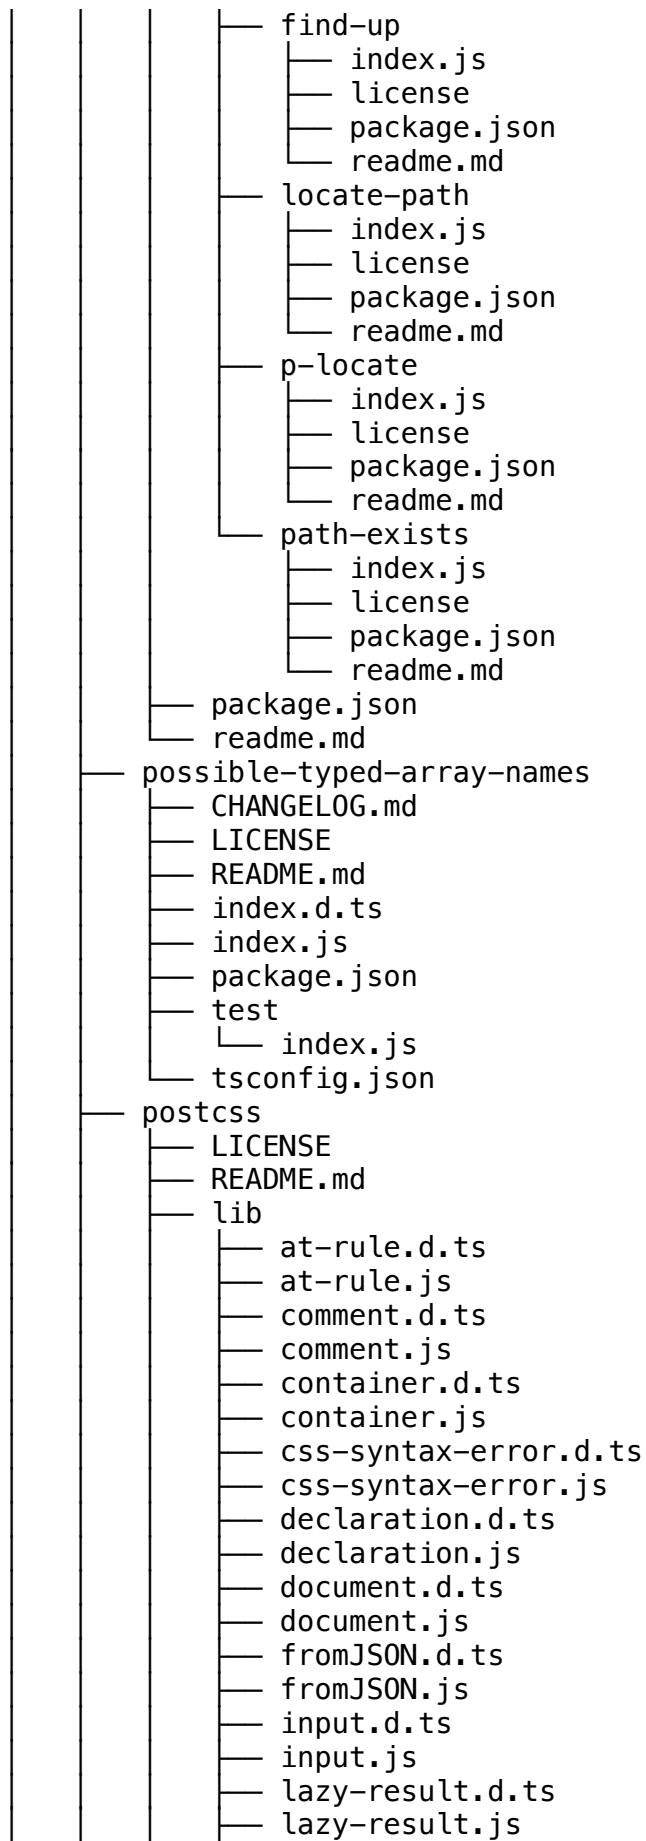 │   │   │   ├── find-up
│   │   │   │   ├── index.js
│   │   │   │   ├── license
│   │   │   │   ├── package.json
│   │   │   │   └── readme.md
│   │   │   ├── locate-path
│   │   │   │   ├── index.js
│   │   │   │   ├── license
│   │   │   │   ├── package.json
│   │   │   │   └── readme.md
│   │   │   ├── p-locate
│   │   │   │   ├── index.js
│   │   │   │   ├── license
│   │   │   │   ├── package.json
│   │   │   │   └── readme.md
│   │   │   └── path-exists
│   │   │       ├── index.js
│   │   │       ├── license
│   │   │       ├── package.json
│   │   │       └── readme.md
│   │   ├── package.json
│   │   └── readme.md
│   ├── possible-typed-array-names
│   │   ├── CHANGELOG.md
│   │   ├── LICENSE
│   │   ├── README.md
│   │   ├── index.d.ts
│   │   ├── index.js
│   │   ├── package.json
│   │   ├── test
│   │   │   └── index.js
│   │   └── tsconfig.json
│   ├── postcss
│   │   ├── LICENSE
│   │   ├── README.md
│   │   ├── lib
│   │   │   ├── at-rule.d.ts
│   │   │   ├── at-rule.js
│   │   │   ├── comment.d.ts
│   │   │   ├── comment.js
│   │   │   ├── container.d.ts
│   │   │   ├── container.js
│   │   │   ├── css-syntax-error.d.ts
│   │   │   ├── css-syntax-error.js
│   │   │   ├── declaration.d.ts
│   │   │   ├── declaration.js
│   │   │   ├── document.d.ts
│   │   │   ├── document.js
│   │   │   ├── fromJSON.d.ts
│   │   │   ├── fromJSON.js
│   │   │   ├── input.d.ts
│   │   │   ├── input.js
│   │   │   ├── lazy-result.d.ts
│   │   │   ├── lazy-result.js